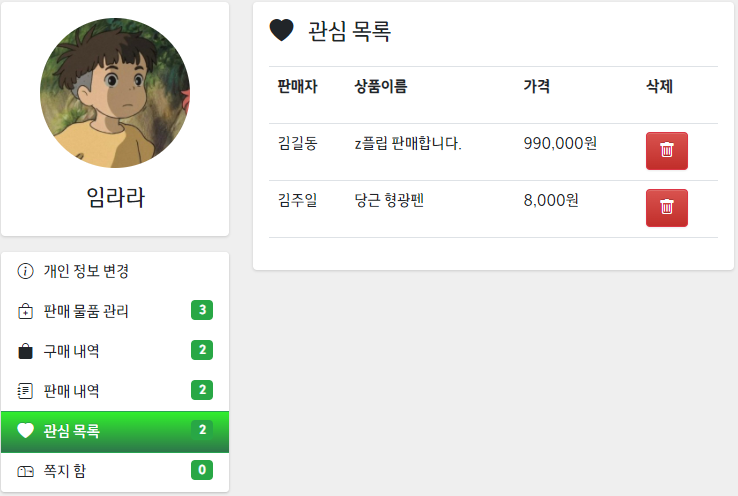 임라라
개인 정보 변경
판매 물품 관리 3
구매 내역 2
판매 내역 2
관심 목록 2
쪽지 함 0
관심 목록
판매자 상품이름 가격 삭제
김길동 z플립 판매합니다. 990,000원
김주일 당근 형광펜 8,000원